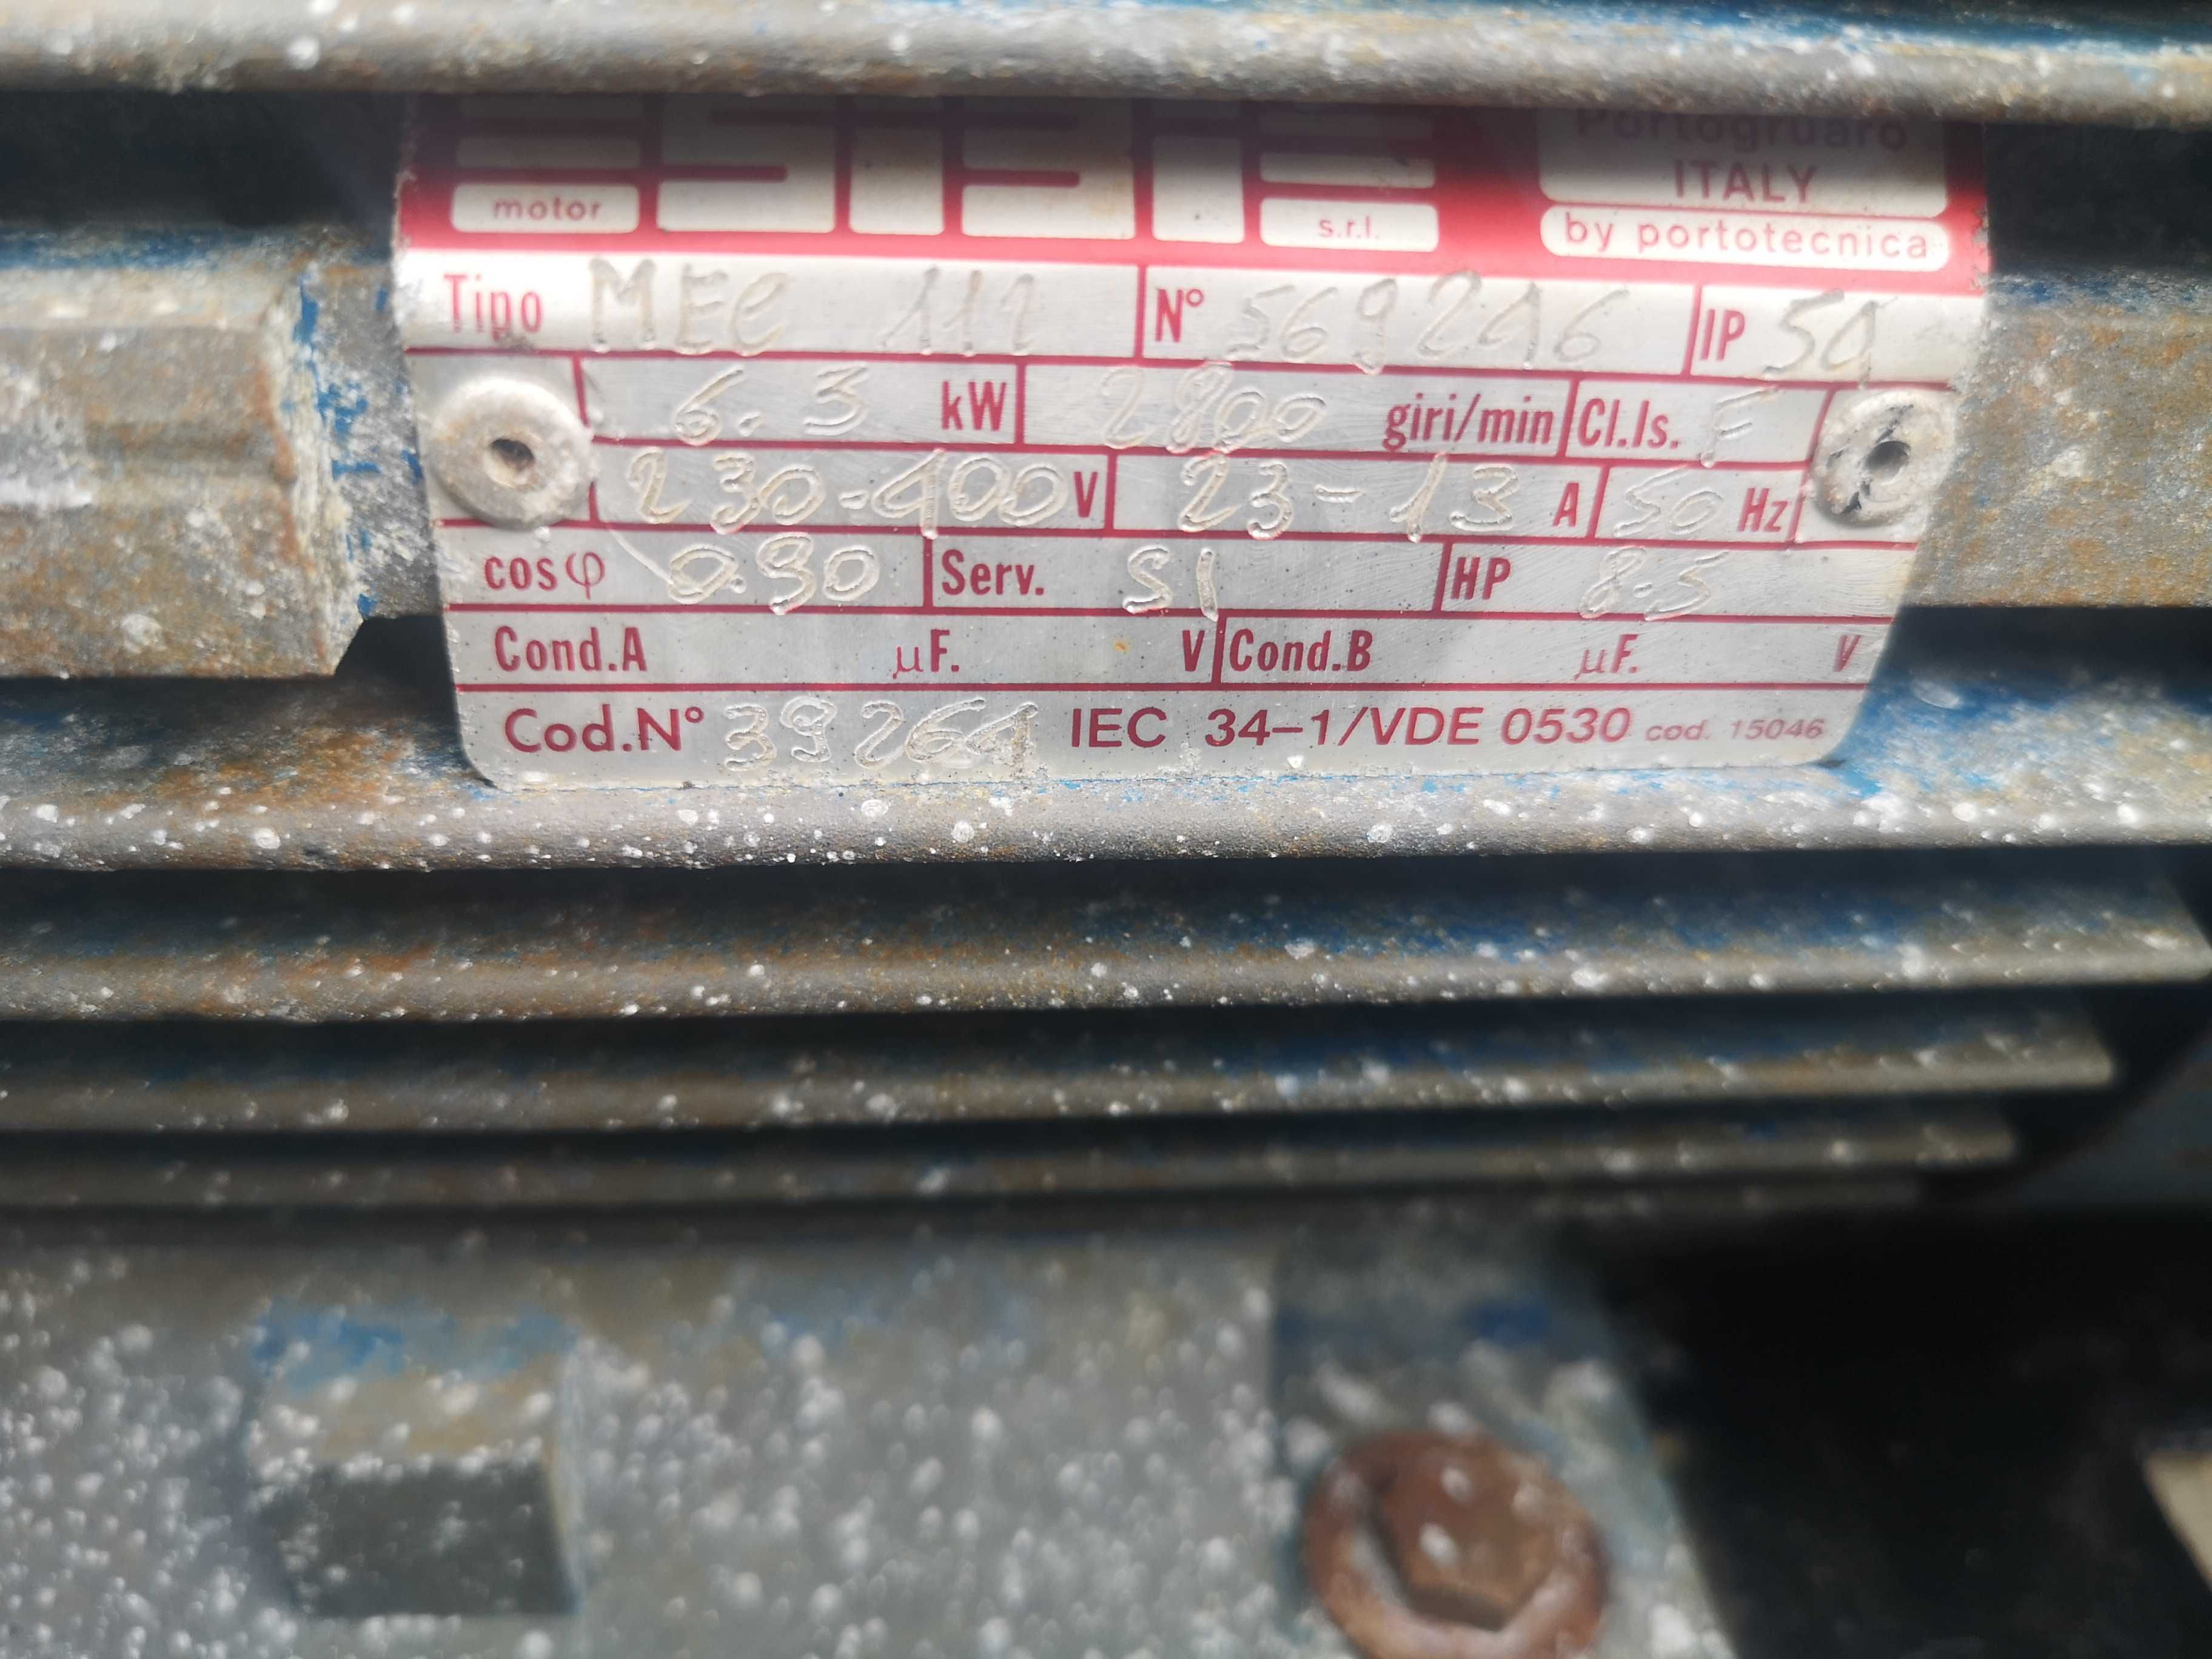 Portogruaro
ITALY
motor s.r.l. by portotecnica
Tipo MEC 112 N° 569246 IP 54
6.3 kW 2800 giri/min Cl.Is. F
230-400 V 23-13 A 50 Hz
cosφ 0.90 Serv. S1 HP 8.5
Cond.A µF. V Cond.B µF. V
Cod.N° 39264 IEC 34-1/VDE 0530 cod. 15046